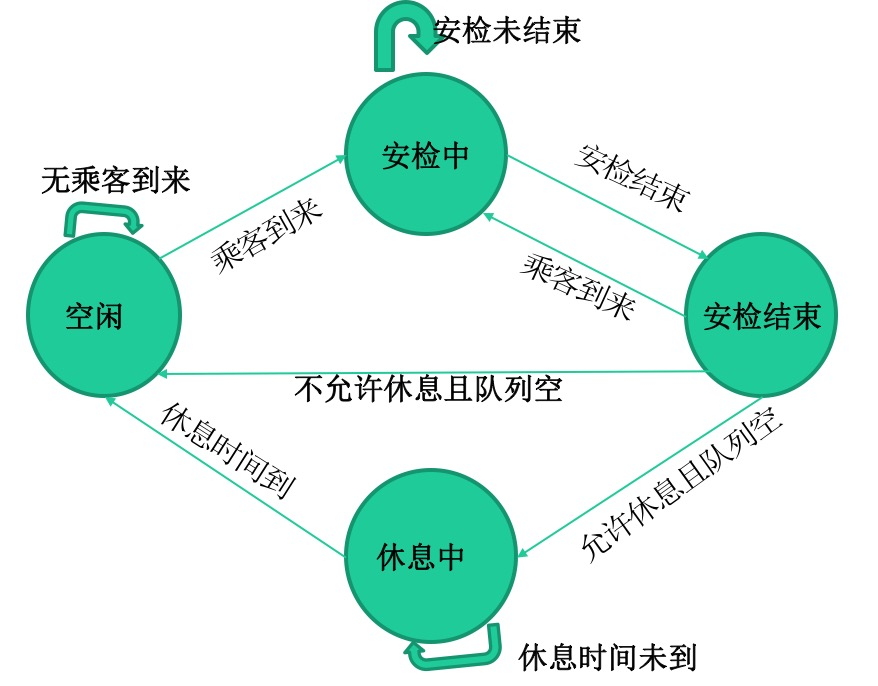 安检未结束
安检中
安检结束
无乘客到来
乘客到来
乘客到来
空闲
安检结束
不允许休息且队列空
休息时间到
允许休息且队列空
休息中
休息时间未到